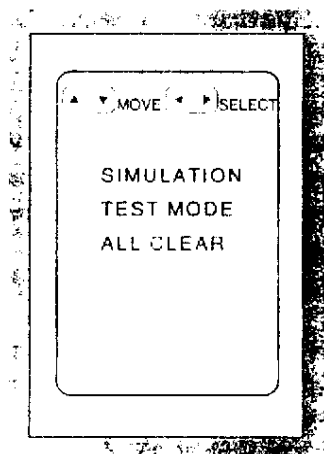 ▲ ▼ MOVE ◄ ► SELECT
SIMULATION
TEST MODE
ALL CLEAR